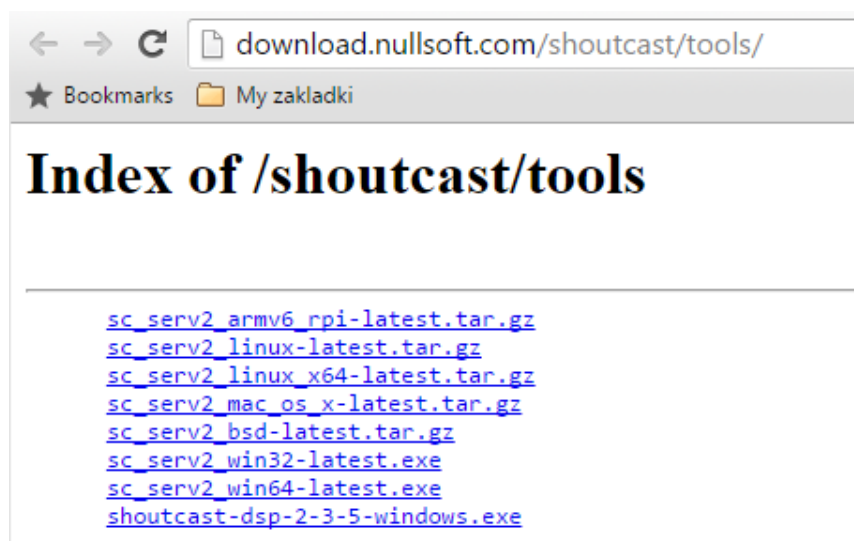 download.nullsoft.com/shoutcast/tools/
Bookmarks My zakladki
Index of /shoutcast/tools
sc_serv2_armv6_rpi-latest.tar.gz
sc_serv2_linux-latest.tar.gz
sc_serv2_linux_x64-latest.tar.gz
sc_serv2_mac_os_x-latest.tar.gz
sc_serv2_bsd-latest.tar.gz
sc_serv2_win32-latest.exe
sc_serv2_win64-latest.exe
shoutcast-dsp-2-3-5-windows.exe